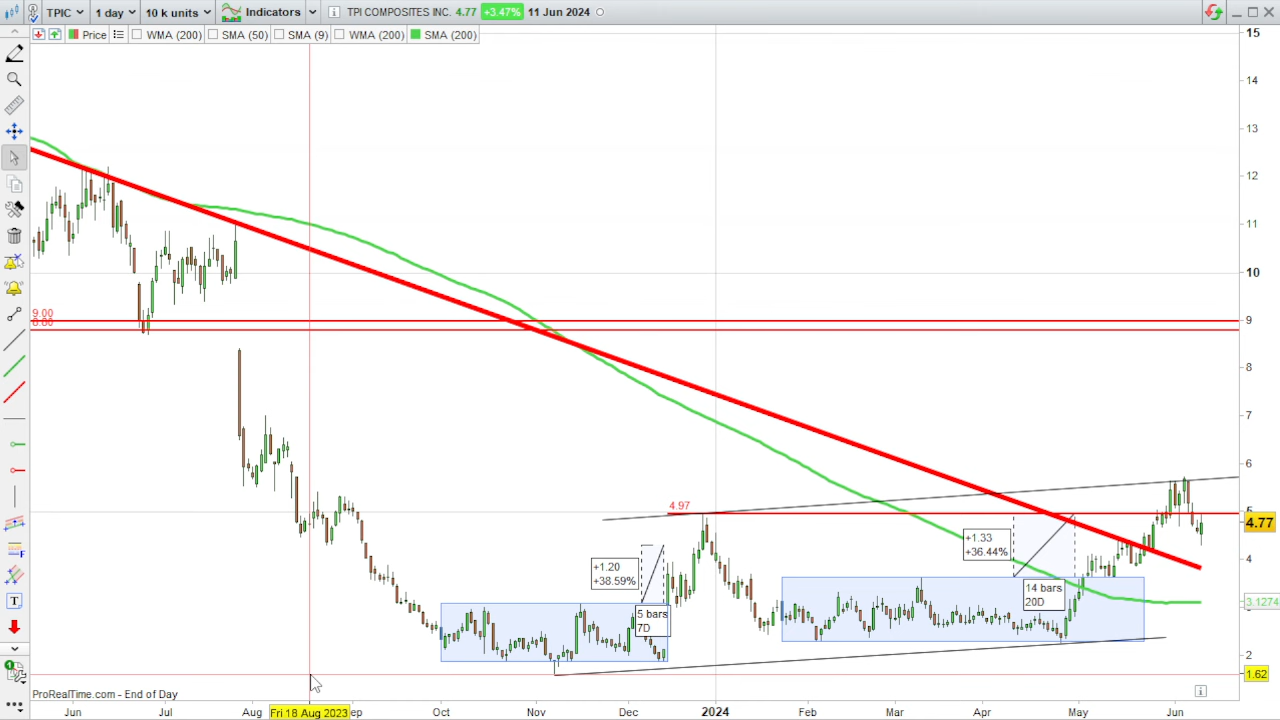 TPIC 1 day 10 k units Indicators TPI COMPOSITES INC. 4.77 +3.47% 11 Jun 2024
Price WMA (200) SMA (50) SMA (9) WMA (200) SMA (200)
15
14
13
12
11
10
9.00
9
8
7
6
4.97
5
4.77
+1.33
+36.44%
4
+1.20
+38.59%
14 bars
20D
5 bars
7D
3.1274
2
1.62
ProRealTime.com - End of Day
Jun Jul Aug Fri 18 Aug 2023 ep Oct Nov Dec 2024 Feb Mar Apr May Jun